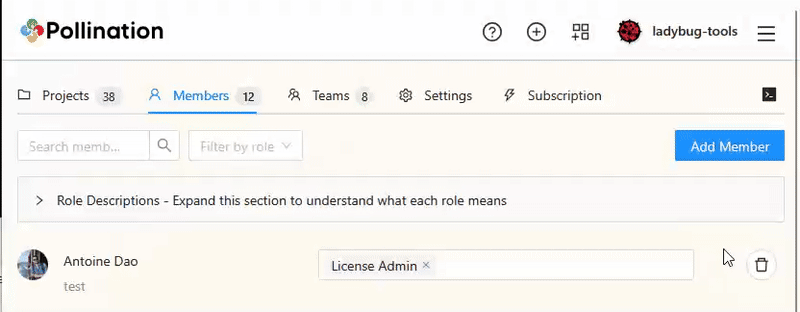 Pollination
ladybug-tools
Projects 38 Members 12 Teams 8 Settings Subscription
Search memb... Filter by role Add Member
Role Descriptions - Expand this section to understand what each role means
Antoine Dao License Admin
test